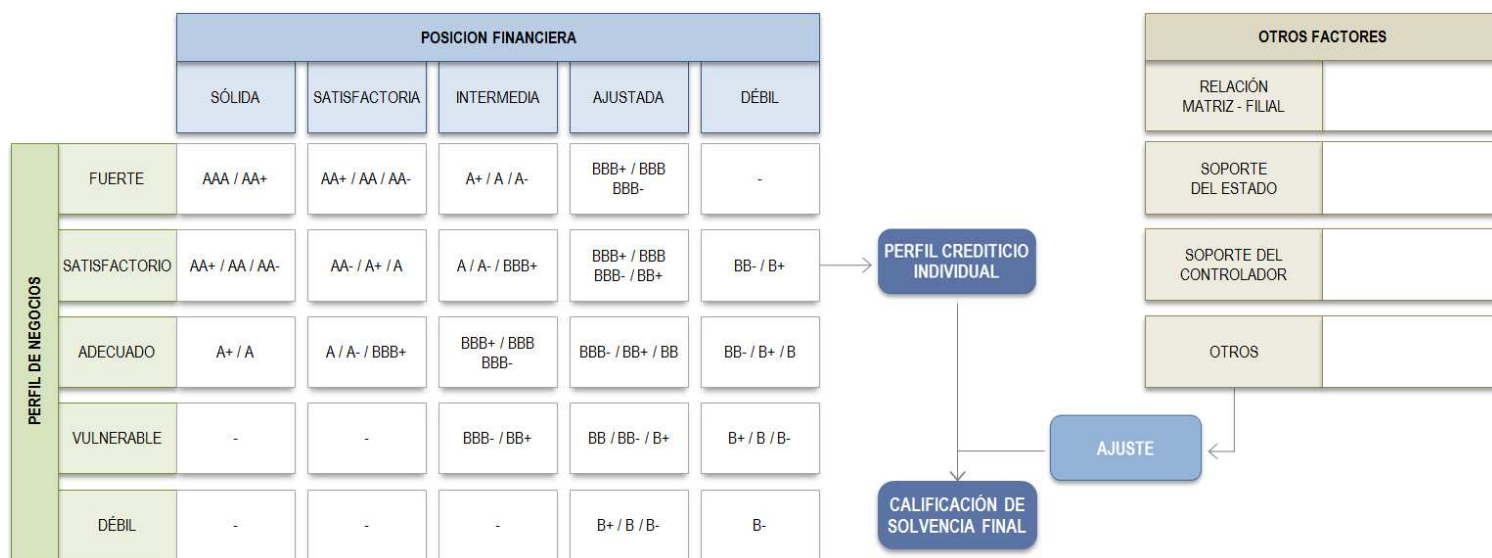 POSICION FINANCIERA
SÓLIDA
SATISFACTORIA
INTERMEDIA
AJUSTADA
DÉBIL
PERFIL DE NEGOCIOS
FUERTE
AAA / AA+
AA+ / AA / AA-
A+ / A / A-
BBB+ / BBB
BBB-
-
SATISFACTORIO
AA+ / AA / AA-
AA- / A+ / A
A / A- / BBB+
BBB+ / BBB
BBB- / BB+
BB- / B+
ADECUADO
A+ / A
A / A- / BBB+
BBB+ / BBB
BBB-
BBB- / BB+ / BB
BB- / B+ / B
VULNERABLE
-
-
BBB- / BB+
BB / BB- / B+
B+ / B / B-
DÉBIL
-
-
-
B+ / B / B-
B-
PERFIL CREDITICIO
INDIVIDUAL
CALIFICACIÓN DE
SOLVENCIA FINAL
AJUSTE
OTROS FACTORES
RELACIÓN
MATRIZ - FILIAL
SOPORTE
DEL ESTADO
SOPORTE DEL
CONTROLADOR
OTROS